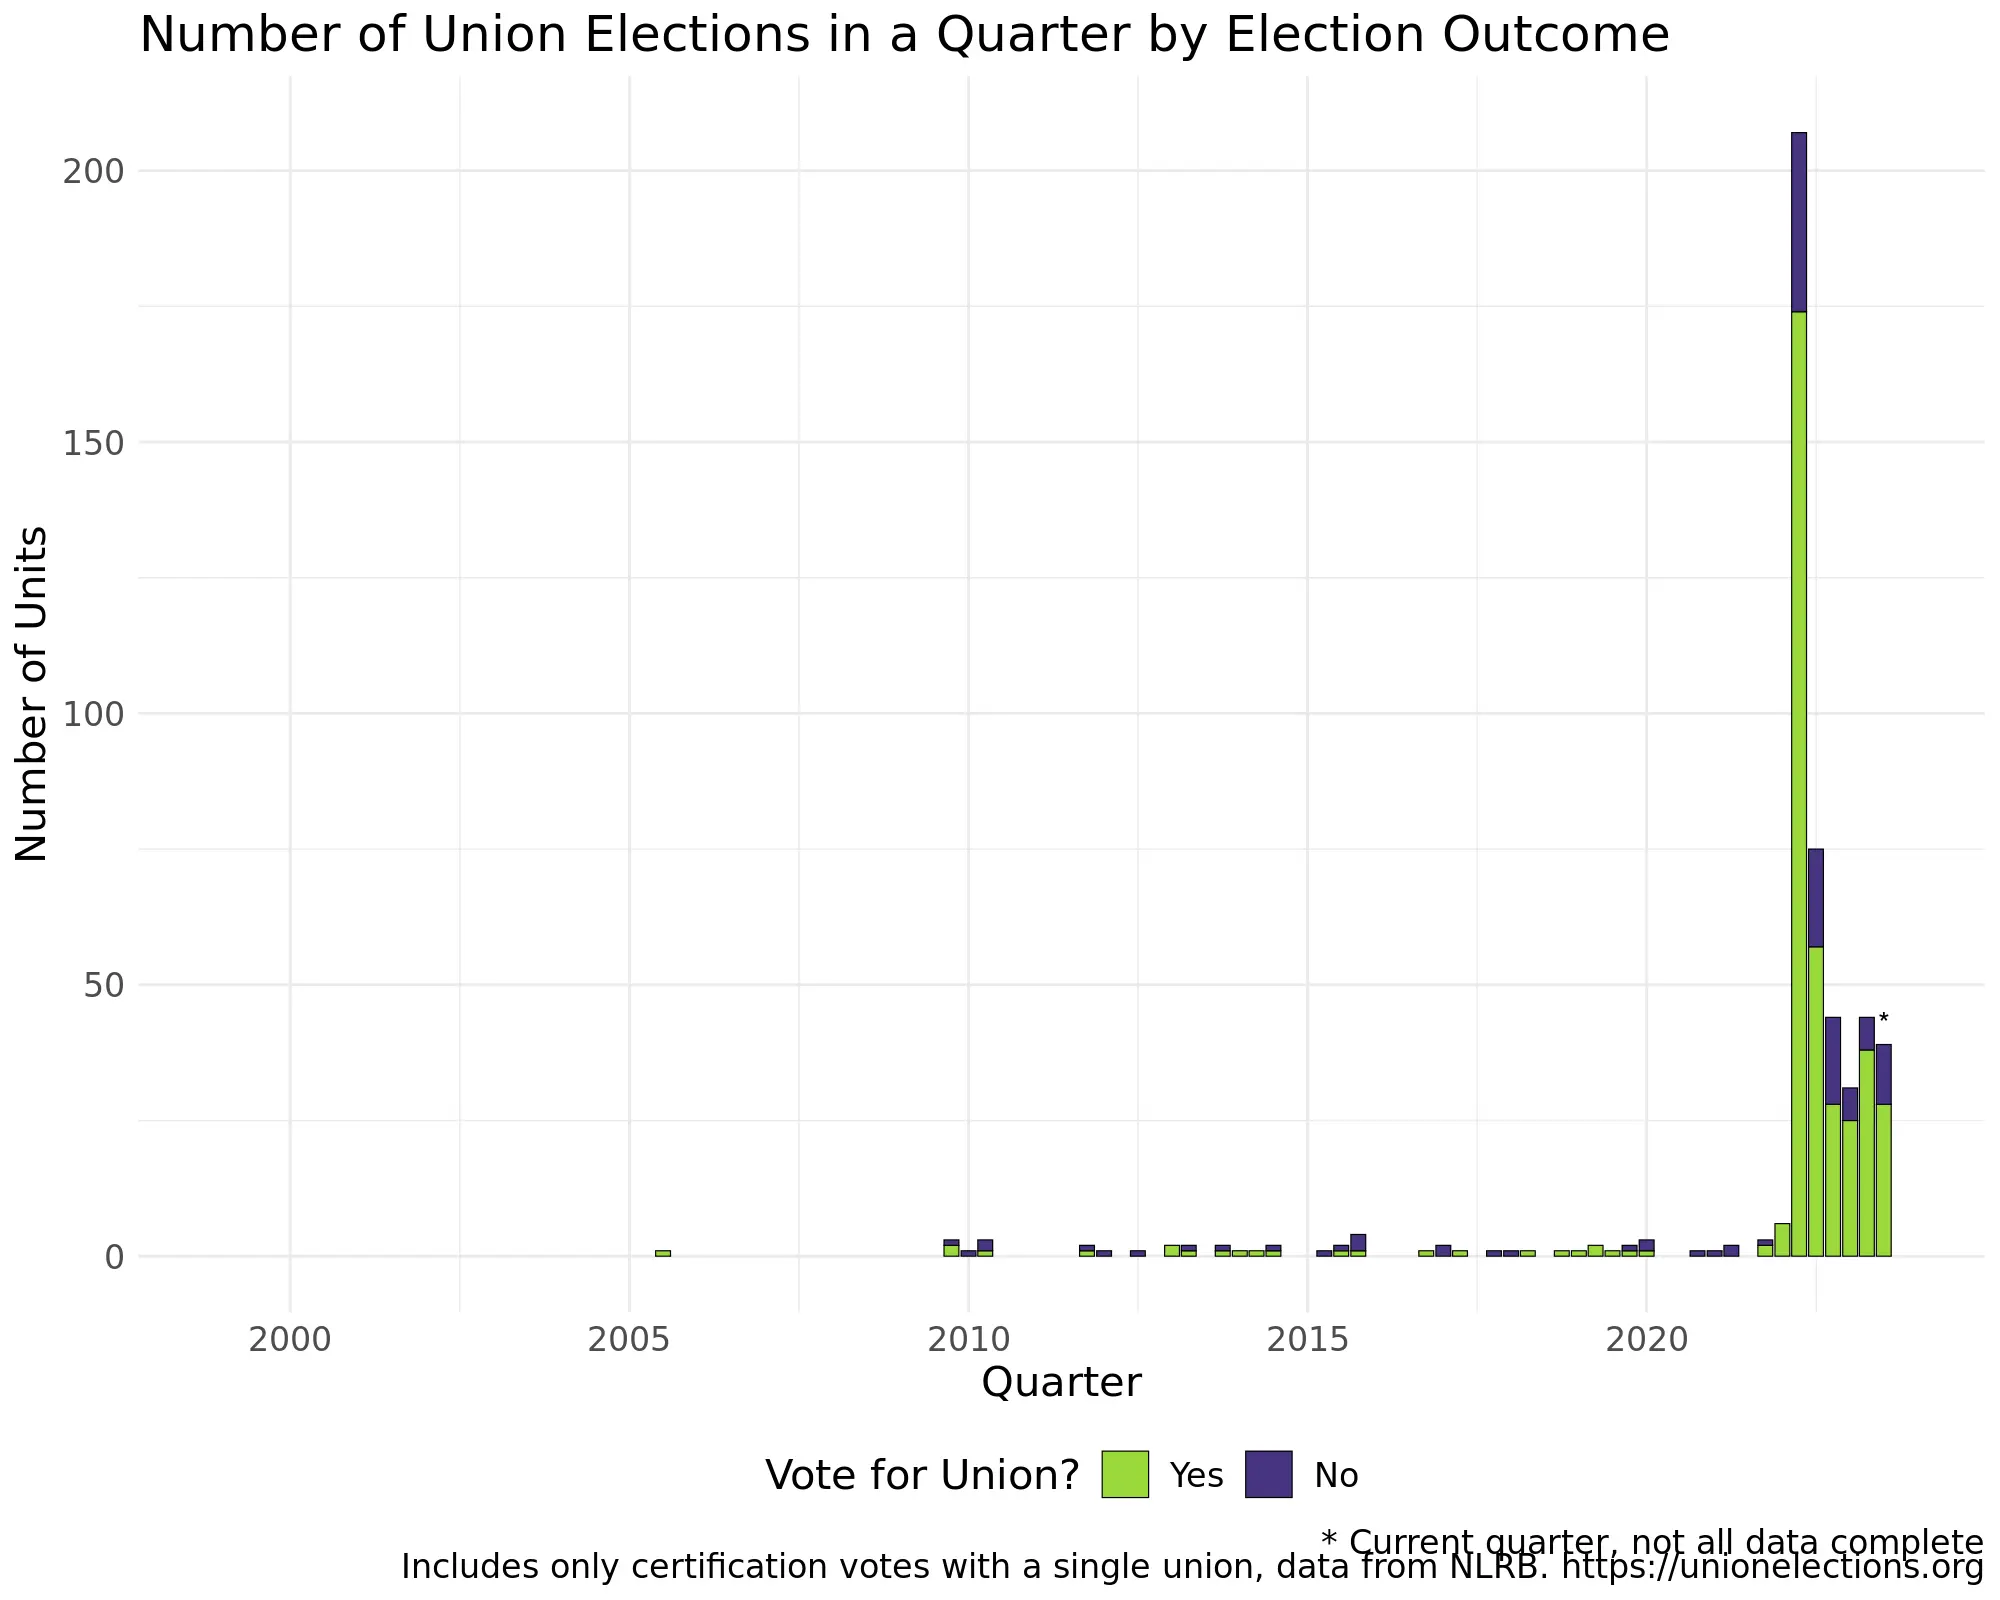 Number of Union Elections in a Quarter by Election Outcome
Number of Units
200
150
100
50
0
*
2000 2005 2010 2015 2020
Quarter
Vote for Union? Yes No
* Current quarter, not all data complete
Includes only certification votes with a single union, data from NLRB. https://unionelections.org